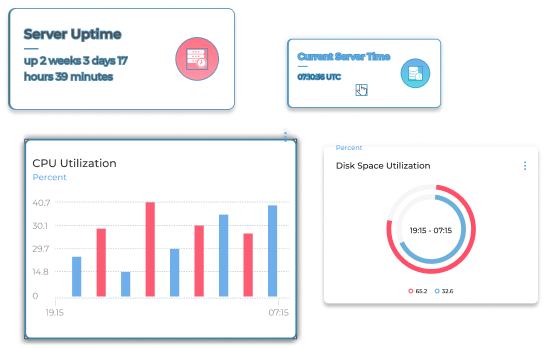 Server Uptime
up 2 weeks 3 days 17
hours 39 minutes
Current Server Time
07:10:36 UTC
CPU Utilization
Percent
40.7
30.1
29.7
14.8
0
19.15
07:15
Percent
Disk Space Utilization
19:15 - 07:15
65.2
32.6